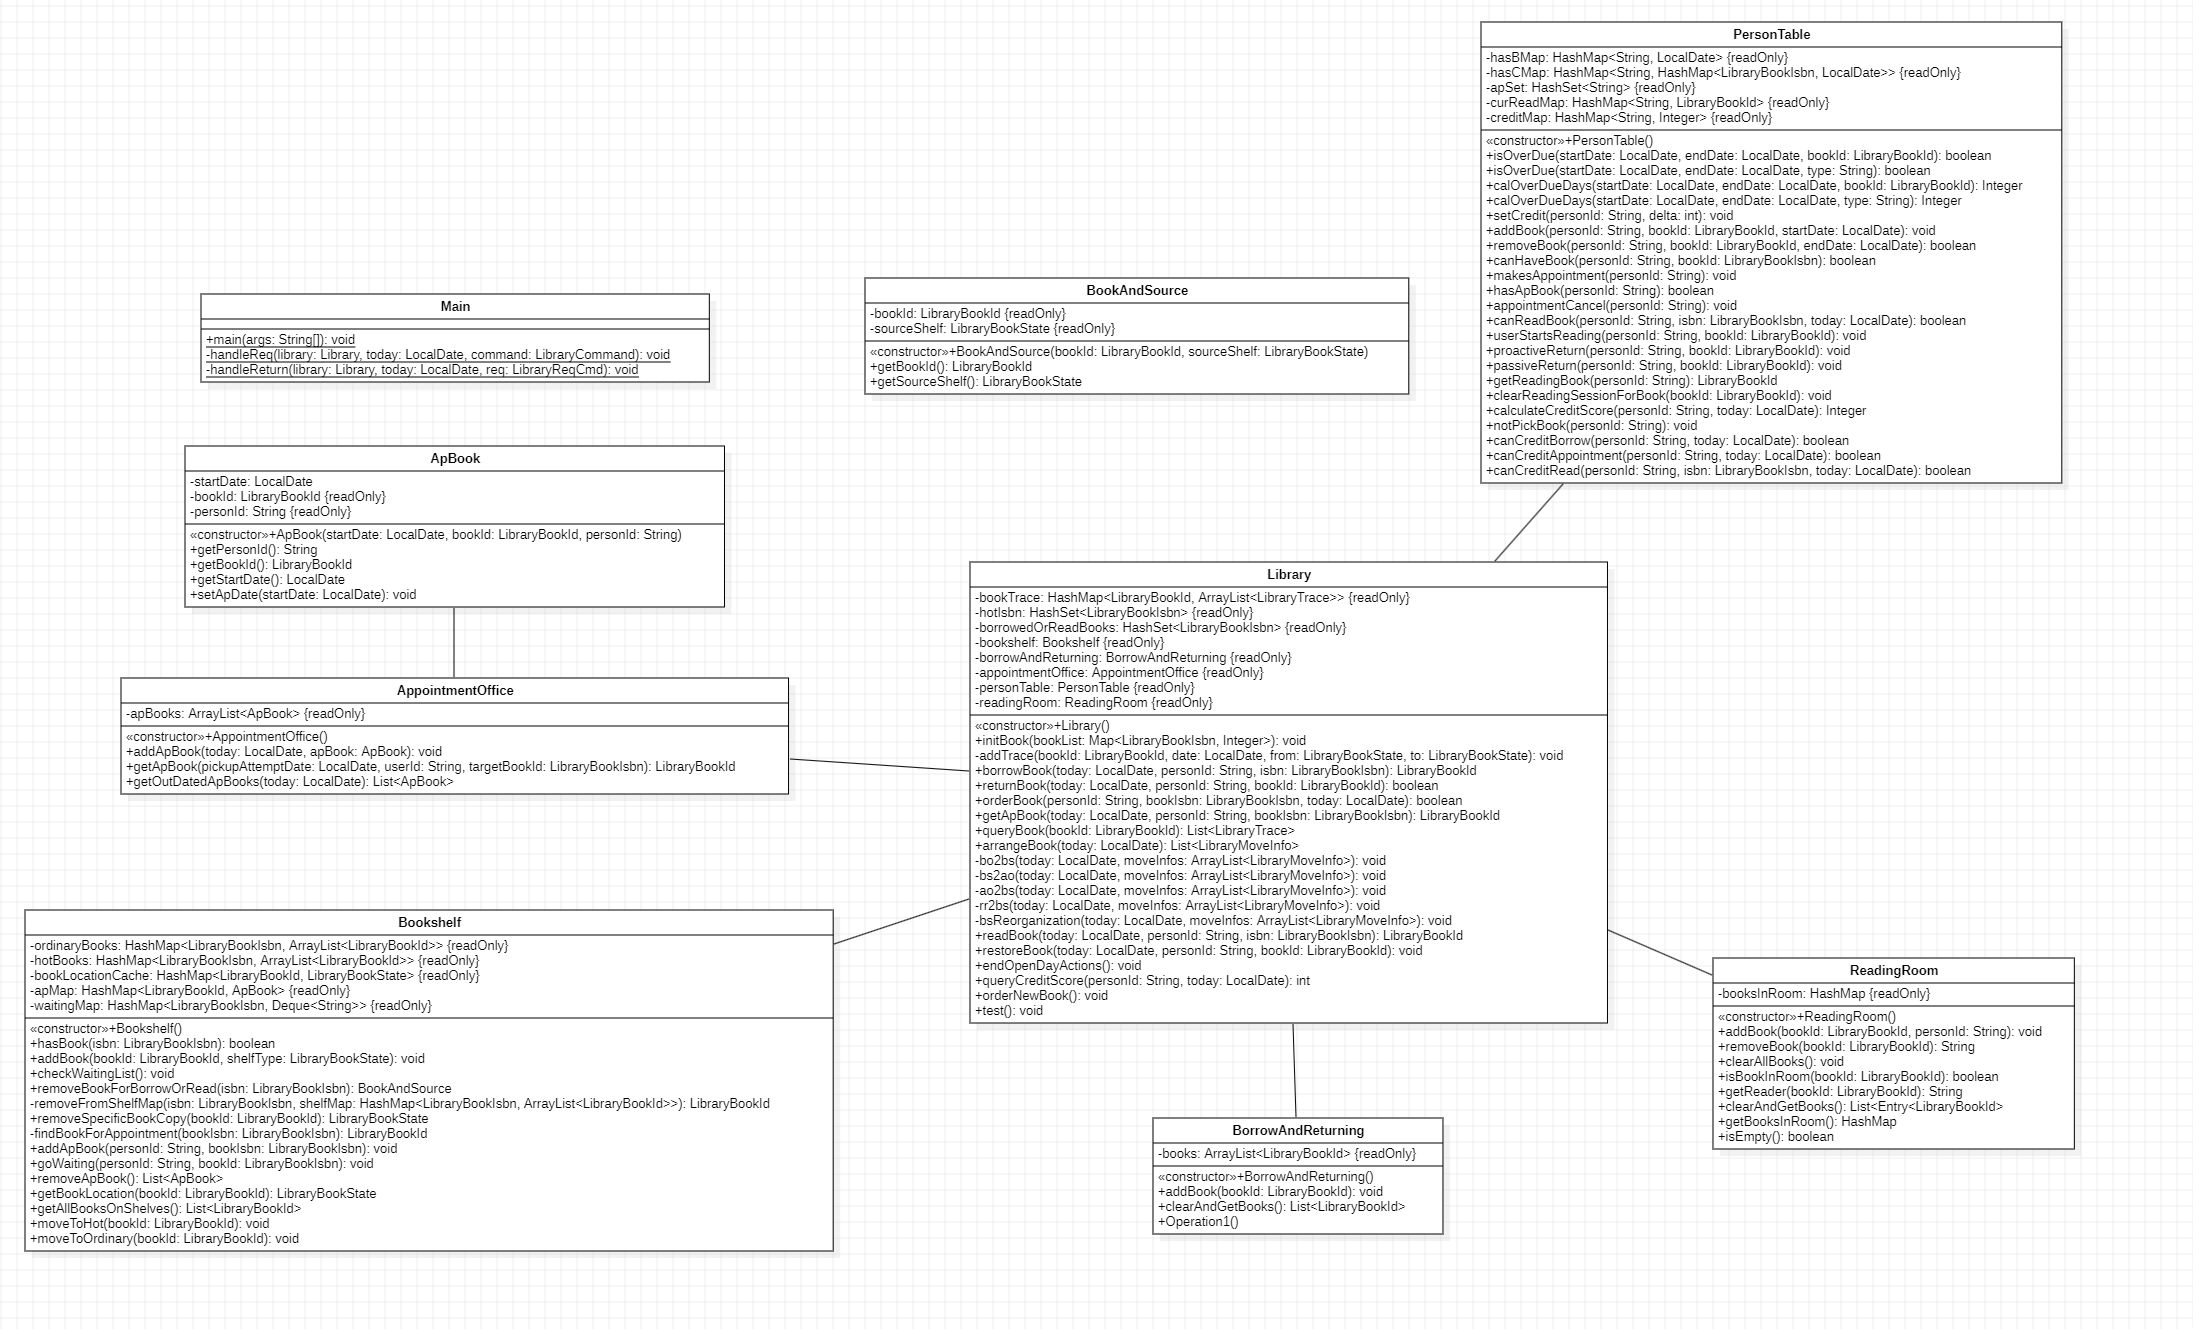 PersonTable
-hasBMap: HashMap<String, LocalDate> {readOnly}
-hasCMap: HashMap<String, HashMap<LibraryBookIsbn, LocalDate>> {readOnly}
-apSet: HashSet<String> {readOnly}
-curReadMap: HashMap<String, LibraryBookId> {readOnly}
-creditMap: HashMap<String, Integer> {readOnly}
«constructor»+PersonTable()
+isOverDue(startDate: LocalDate, endDate: LocalDate, bookId: LibraryBookId): boolean
+isOverDue(startDate: LocalDate, endDate: LocalDate, type: String): boolean
+calOverDueDays(startDate: LocalDate, endDate: LocalDate, bookId: LibraryBookId): Integer
+calOverDueDays(startDate: LocalDate, endDate: LocalDate, type: String): Integer
+setCredit(personId: String, delta: int): void
+addBook(personId: String, bookId: LibraryBookId, startDate: LocalDate): void
+removeBook(personId: String, bookId: LibraryBookId, endDate: LocalDate): boolean
+canHaveBook(personId: String, bookId: LibraryBookIsbn): boolean
+makesAppointment(personId: String): void
+hasApBook(personId: String): boolean
+appointmentCancel(personId: String): void
+canReadBook(personId: String, isbn: LibraryBookIsbn, today: LocalDate): boolean
+userStartsReading(personId: String, bookId: LibraryBookId): void
+proactiveReturn(personId: String, bookId: LibraryBookId): void
+passiveReturn(personId: String, bookId: LibraryBookId): void
+getReadingBook(personId: String): LibraryBookId
+clearReadingSessionForBook(bookId: LibraryBookId): void
+calculateCreditScore(personId: String, today: LocalDate): Integer
+notPickBook(personId: String): void
+canCreditBorrow(personId: String, today: LocalDate): boolean
+canCreditAppointment(personId: String, today: LocalDate): boolean
+canCreditRead(personId: String, isbn: LibraryBookIsbn, today: LocalDate): boolean
Main
+main(args: String[]): void
-handleReq(library: Library, today: LocalDate, command: LibraryCommand): void
-handleReturn(library: Library, today: LocalDate, req: LibraryReqCmd): void
BookAndSource
-bookId: LibraryBookId {readOnly}
-sourceShelf: LibraryBookState {readOnly}
«constructor»+BookAndSource(bookId: LibraryBookId, sourceShelf: LibraryBookState)
+getBookId(): LibraryBookId
+getSourceShelf(): LibraryBookState
ApBook
-startDate: LocalDate
-bookId: LibraryBookId {readOnly}
-personId: String {readOnly}
«constructor»+ApBook(startDate: LocalDate, bookId: LibraryBookId, personId: String)
+getPersonId(): String
+getBookId(): LibraryBookId
+getStartDate(): LocalDate
+setApDate(startDate: LocalDate): void
AppointmentOffice
-apBooks: ArrayList<ApBook> {readOnly}
«constructor»+AppointmentOffice()
+addApBook(today: LocalDate, apBook: ApBook): void
+getApBook(pickupAttemptDate: LocalDate, userId: String, targetBookId: LibraryBookIsbn): LibraryBookId
+getOutDatedApBooks(today: LocalDate): List<ApBook>
Library
-bookTrace: HashMap<LibraryBookId, ArrayList<LibraryTrace>> {readOnly}
-hotIsbn: HashSet<LibraryBookIsbn> {readOnly}
-borrowedOrReadBooks: HashSet<LibraryBookIsbn> {readOnly}
-bookshelf: Bookshelf {readOnly}
-borrowAndReturning: BorrowAndReturning {readOnly}
-appointmentOffice: AppointmentOffice {readOnly}
-personTable: PersonTable {readOnly}
-readingRoom: ReadingRoom {readOnly}
«constructor»+Library()
+initBook(bookList: Map<LibraryBookIsbn, Integer>): void
-addTrace(bookId: LibraryBookId, date: LocalDate, from: LibraryBookState, to: LibraryBookState): void
+borrowBook(today: LocalDate, personId: String, isbn: LibraryBookIsbn): LibraryBookId
+returnBook(today: LocalDate, personId: String, bookId: LibraryBookId): boolean
+orderBook(personId: String, bookIsbn: LibraryBookIsbn, today: LocalDate): boolean
+getApBook(today: LocalDate, personId: String, bookIsbn: LibraryBookIsbn): LibraryBookId
+queryBook(bookId: LibraryBookId): List<LibraryTrace>
+arrangeBook(today: LocalDate): List<LibraryMoveInfo>
-bo2bs(today: LocalDate, moveInfos: ArrayList<LibraryMoveInfo>): void
-bs2ao(today: LocalDate, moveInfos: ArrayList<LibraryMoveInfo>): void
-ao2bs(today: LocalDate, moveInfos: ArrayList<LibraryMoveInfo>): void
-rr2bs(today: LocalDate, moveInfos: ArrayList<LibraryMoveInfo>): void
-bsReorganization(today: LocalDate, moveInfos: ArrayList<LibraryMoveInfo>): void
+readBook(today: LocalDate, personId: String, isbn: LibraryBookIsbn): LibraryBookId
+restoreBook(today: LocalDate, personId: String, bookId: LibraryBookId): void
+endOpenDayActions(): void
+queryCreditScore(personId: String, today: LocalDate): int
+orderNewBook(): void
+test(): void
Bookshelf
-ordinaryBooks: HashMap<LibraryBookIsbn, ArrayList<LibraryBookId>> {readOnly}
-hotBooks: HashMap<LibraryBookIsbn, ArrayList<LibraryBookId>> {readOnly}
-bookLocationCache: HashMap<LibraryBookId, LibraryBookState> {readOnly}
-apMap: HashMap<LibraryBookId, ApBook> {readOnly}
-waitingMap: HashMap<LibraryBookIsbn, Deque<String>> {readOnly}
«constructor»+Bookshelf()
+hasBook(isbn: LibraryBookIsbn): boolean
+addBook(bookId: LibraryBookId, shelfType: LibraryBookState): void
+checkWaitingList(): void
+removeBookForBorrowOrRead(isbn: LibraryBookIsbn): BookAndSource
-removeFromShelfMap(isbn: LibraryBookIsbn, shelfMap: HashMap<LibraryBookIsbn, ArrayList<LibraryBookId>>): LibraryBookId
+removeSpecificBookCopy(bookId: LibraryBookId): LibraryBookState
-findBookForAppointment(bookIsbn: LibraryBookIsbn): LibraryBookId
+addApBook(personId: String, bookIsbn: LibraryBookIsbn): void
+goWaiting(personId: String, bookId: LibraryBookIsbn): void
+removeApBook(): List<ApBook>
+getBookLocation(bookId: LibraryBookId): LibraryBookState
+getAllBooksOnShelves(): List<LibraryBookId>
+moveToHot(bookId: LibraryBookId): void
+moveToOrdinary(bookId: LibraryBookId): void
ReadingRoom
-booksInRoom: HashMap {readOnly}
«constructor»+ReadingRoom()
+addBook(bookId: LibraryBookId, personId: String): void
+removeBook(bookId: LibraryBookId): String
+clearAllBooks(): void
+isBookInRoom(bookId: LibraryBookId): boolean
+getReader(bookId: LibraryBookId): String
+clearAndGetBooks(): List<Entry<LibraryBookId>
+getBooksInRoom(): HashMap
+isEmpty(): boolean
BorrowAndReturning
-books: ArrayList<LibraryBookId> {readOnly}
«constructor»+BorrowAndReturning()
+addBook(bookId: LibraryBookId): void
+clearAndGetBooks(): List<LibraryBookId>
+Operation1()